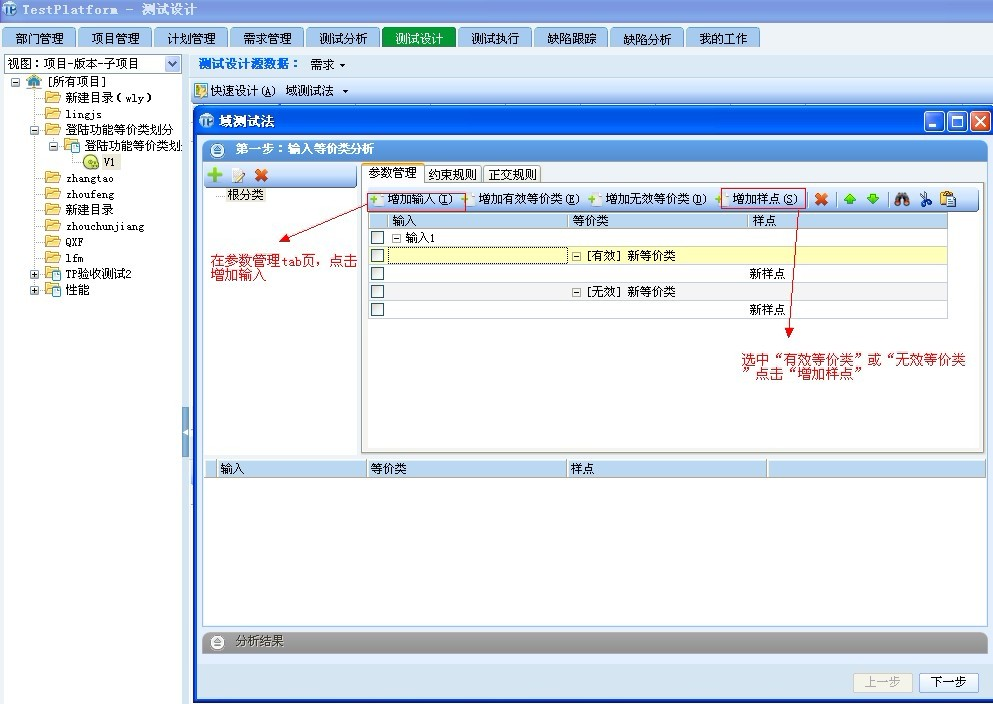 TestPlatform - 测试设计
部门管理 项目管理 计划管理 需求管理 测试分析 测试设计 测试执行 缺陷跟踪 缺陷分析 我的工作
视图：项目-版本-子项目
测试设计源数据： 需求
快速设计(A) 域测试法
[所有项目]
新建目录（wly）
lingjs
登陆功能等价类划分
登陆功能等价类划
V1
zhangtao
zhoufeng
新建目录
zhouchunjiang
QXF
lfm
TP验收测试2
性能
域测试法
第一步：输入等价类分析
根分类
参数管理 约束规则 正交规则
增加输入(I) 增加有效等价类(E) 增加无效等价类(D) 增加样点(S)
输入 等价类 样点
输入1
[有效] 新等价类
新样点
[无效] 新等价类
新样点
在参数管理tab页，点击
增加输入
选中“有效等价类”或“无效等价类
”点击“增加样点”
输入 等价类 样点
分析结果
上一步 下一步